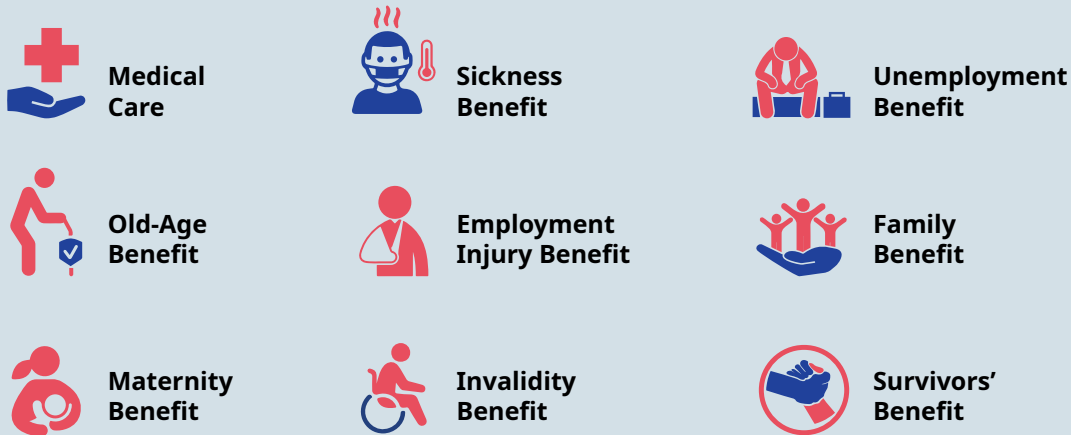 Medical
Care
Sickness
Benefit
Unemployment
Benefit
Old-Age
Benefit
Employment
Injury Benefit
Family
Benefit
Maternity
Benefit
Invalidity
Benefit
Survivors’
Benefit